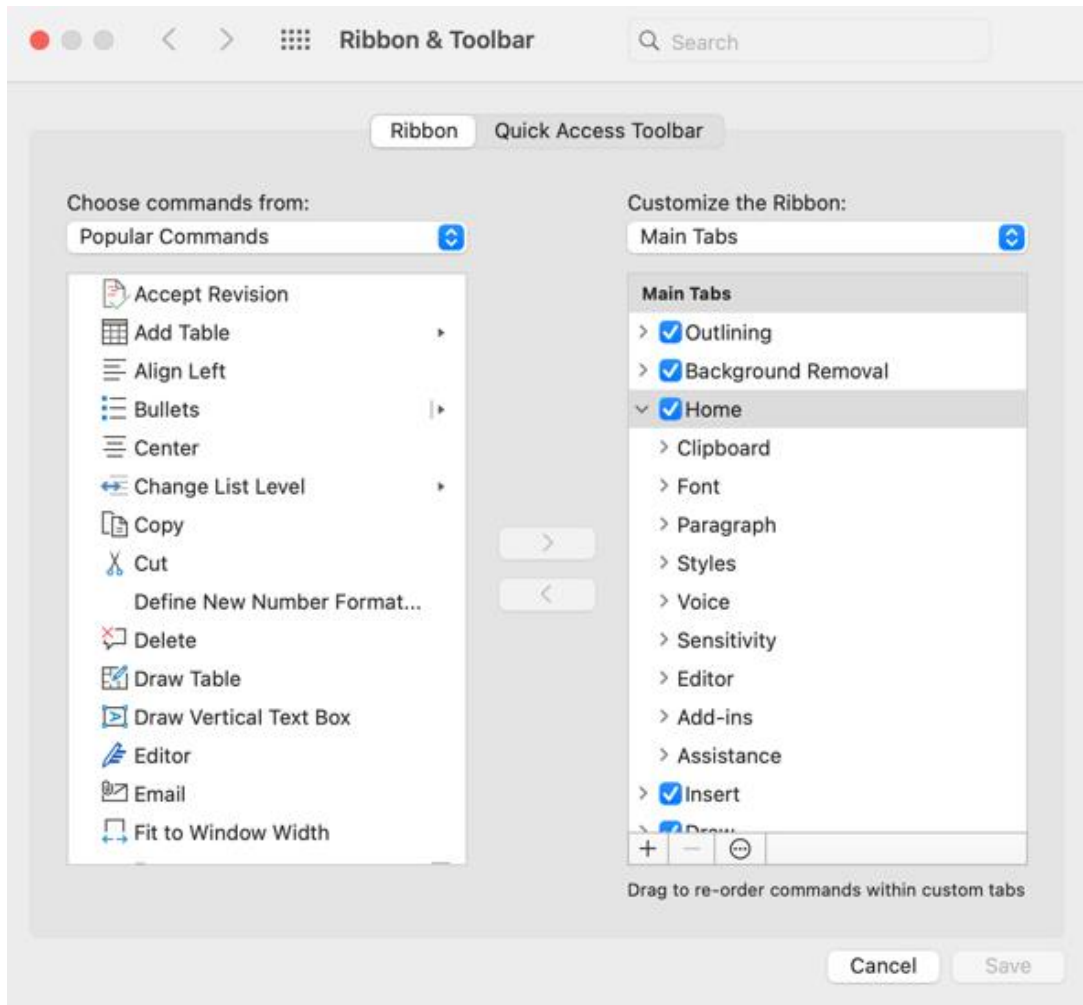 Ribbon & Toolbar
Search
Ribbon
Quick Access Toolbar
Choose commands from:
Popular Commands
Accept Revision
Add Table
Align Left
Bullets
Center
Change List Level
Copy
Cut
Define New Number Format...
Delete
Draw Table
Draw Vertical Text Box
Editor
Email
Fit to Window Width
Customize the Ribbon:
Main Tabs
Main Tabs
Outlining
Background Removal
Home
Clipboard
Font
Paragraph
Styles
Voice
Sensitivity
Editor
Add-ins
Assistance
Insert
Draw
Drag to re-order commands within custom tabs
Cancel
Save